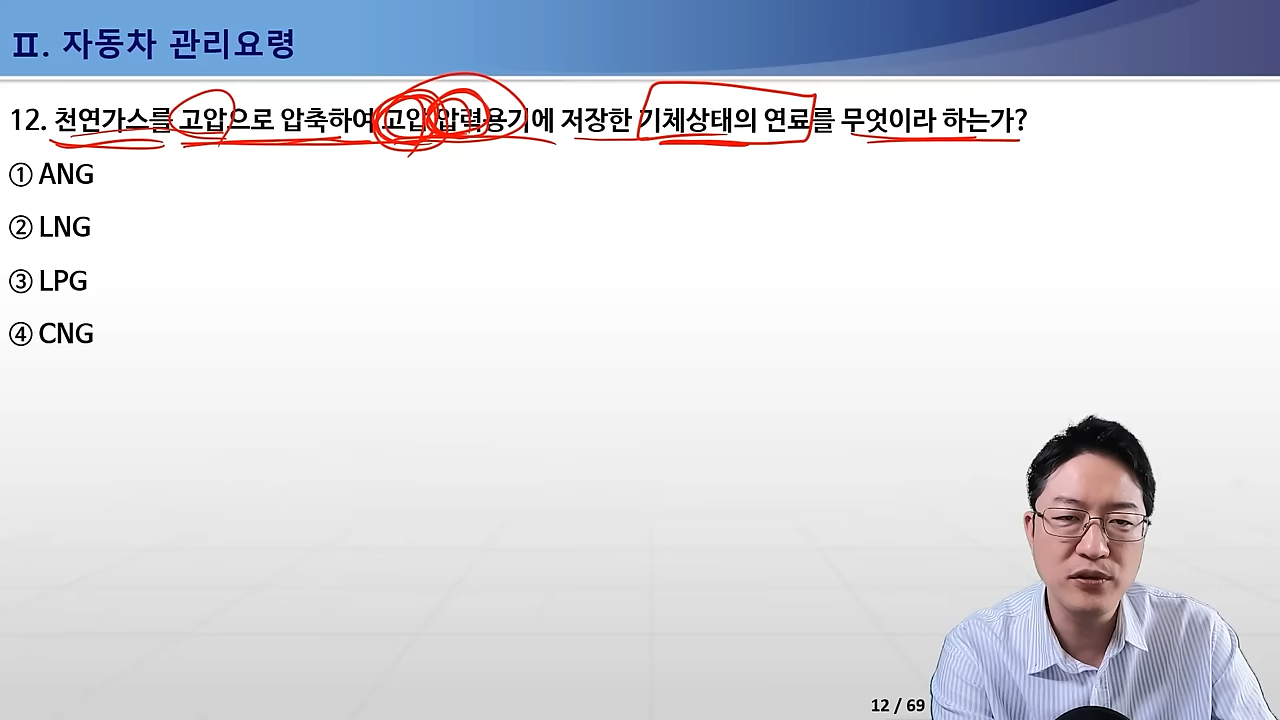 Ⅱ. 자동차 관리요령
12. 천연가스를 고압으로 압축하여 고압 압력용기에 저장한 기체상태의 연료를 무엇이라 하는가?
① ANG
② LNG
③ LPG
④ CNG
12 / 69